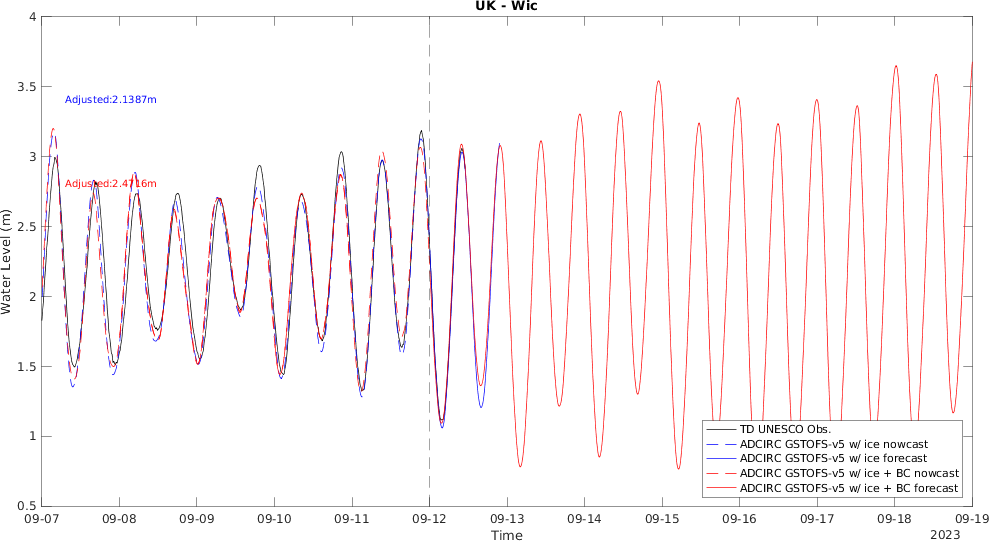 UK - Wic
4
3.5
3
2.5
2
1.5
1
0.5
Water Level (m)
Adjusted:2.1387m
Adjusted:2.4716m
TD UNESCO Obs.
ADCIRC GSTOFS-v5 w/ ice nowcast
ADCIRC GSTOFS-v5 w/ ice forecast
ADCIRC GSTOFS-v5 w/ ice + BC nowcast
ADCIRC GSTOFS-v5 w/ ice + BC forecast
09-07 09-08 09-09 09-10 09-11 09-12 09-13 09-14 09-15 09-16 09-17 09-18 09-19
Time
2023